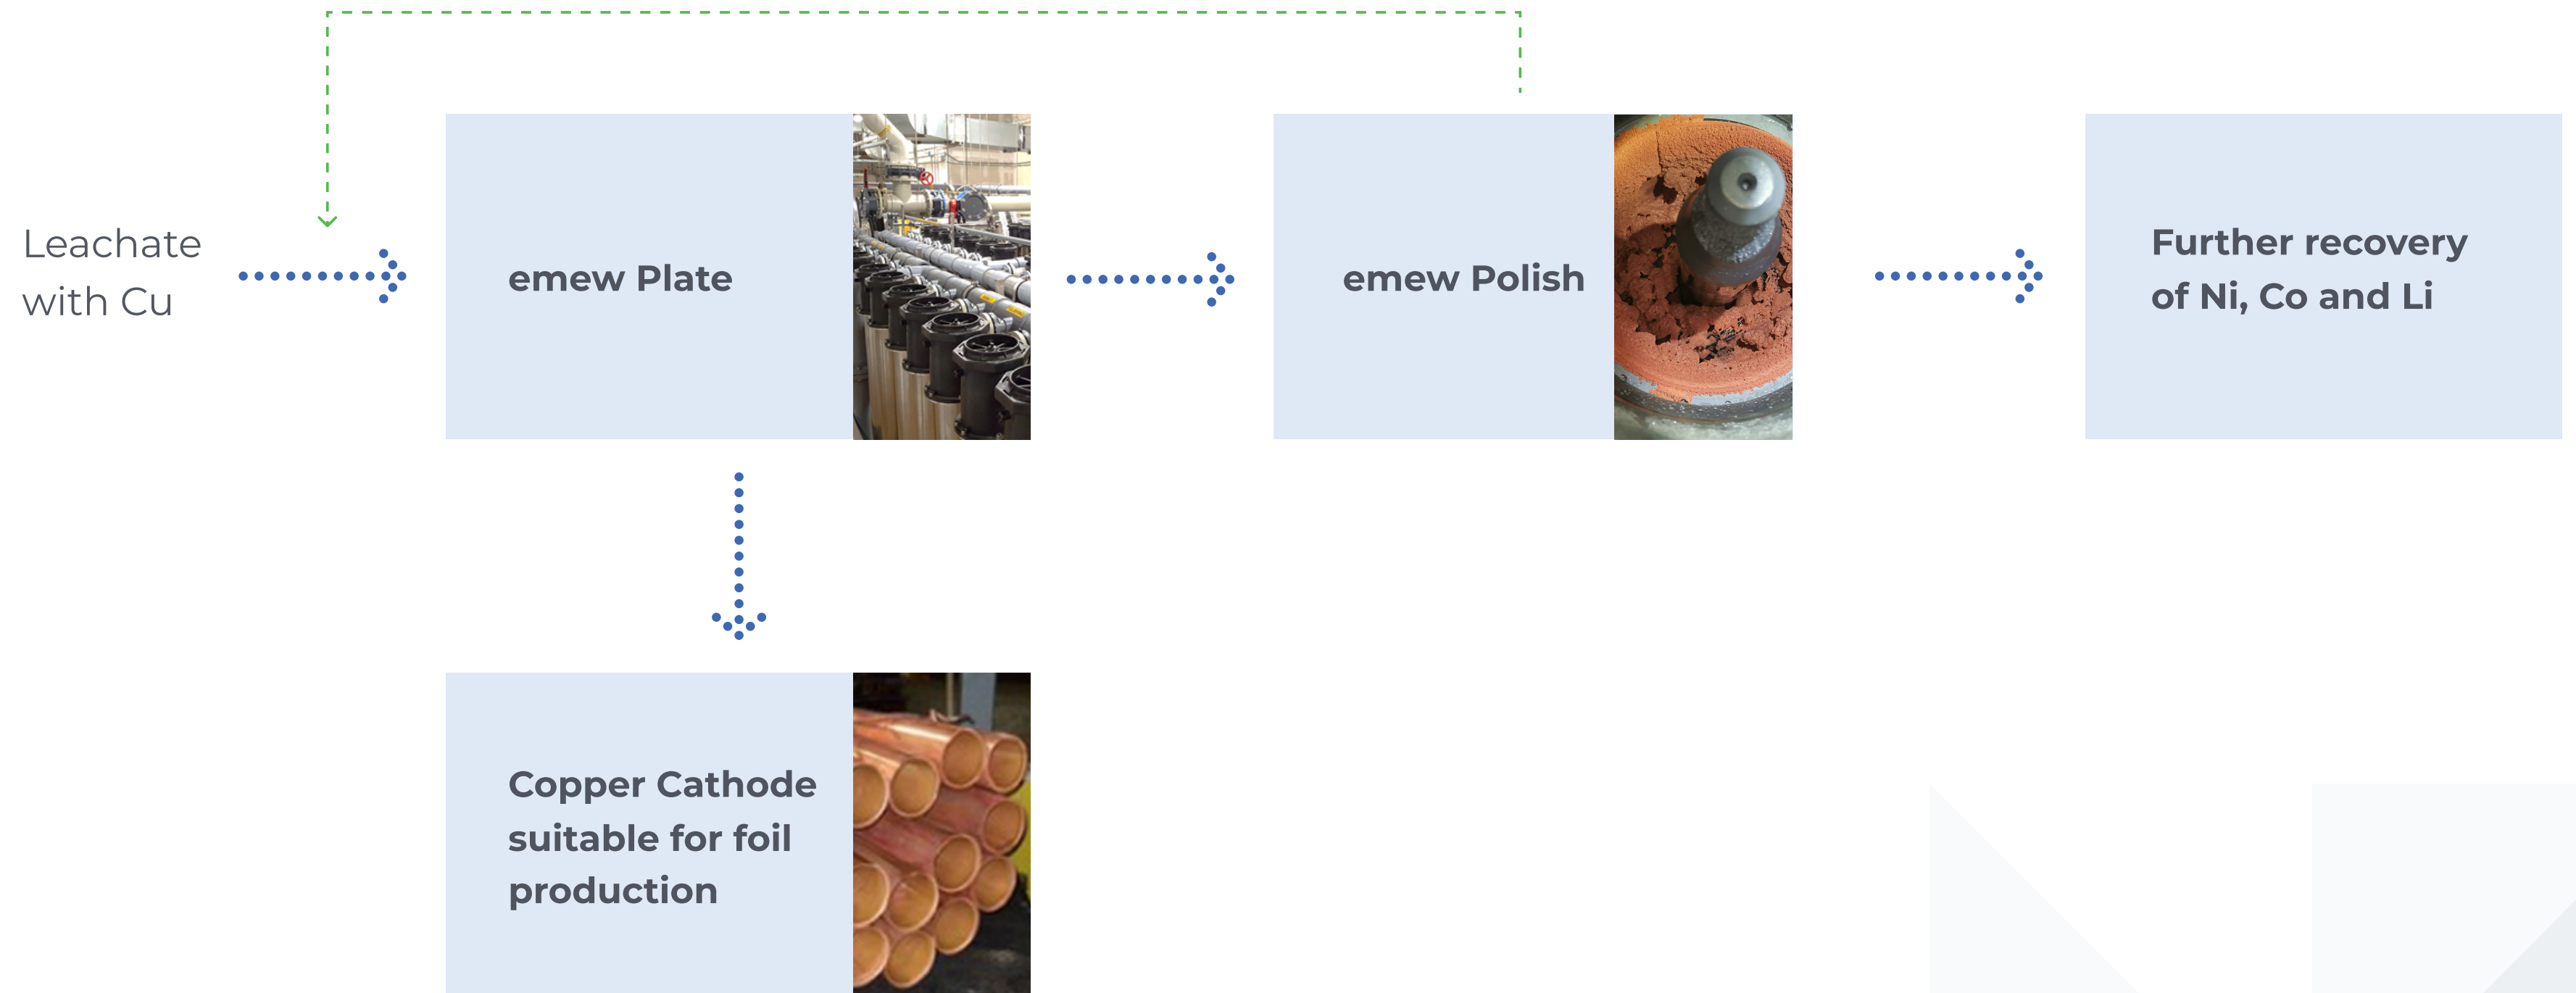 Leachate
with Cu
emew Plate
emew Polish
Further recovery
of Ni, Co and Li
Copper Cathode
suitable for foil
production